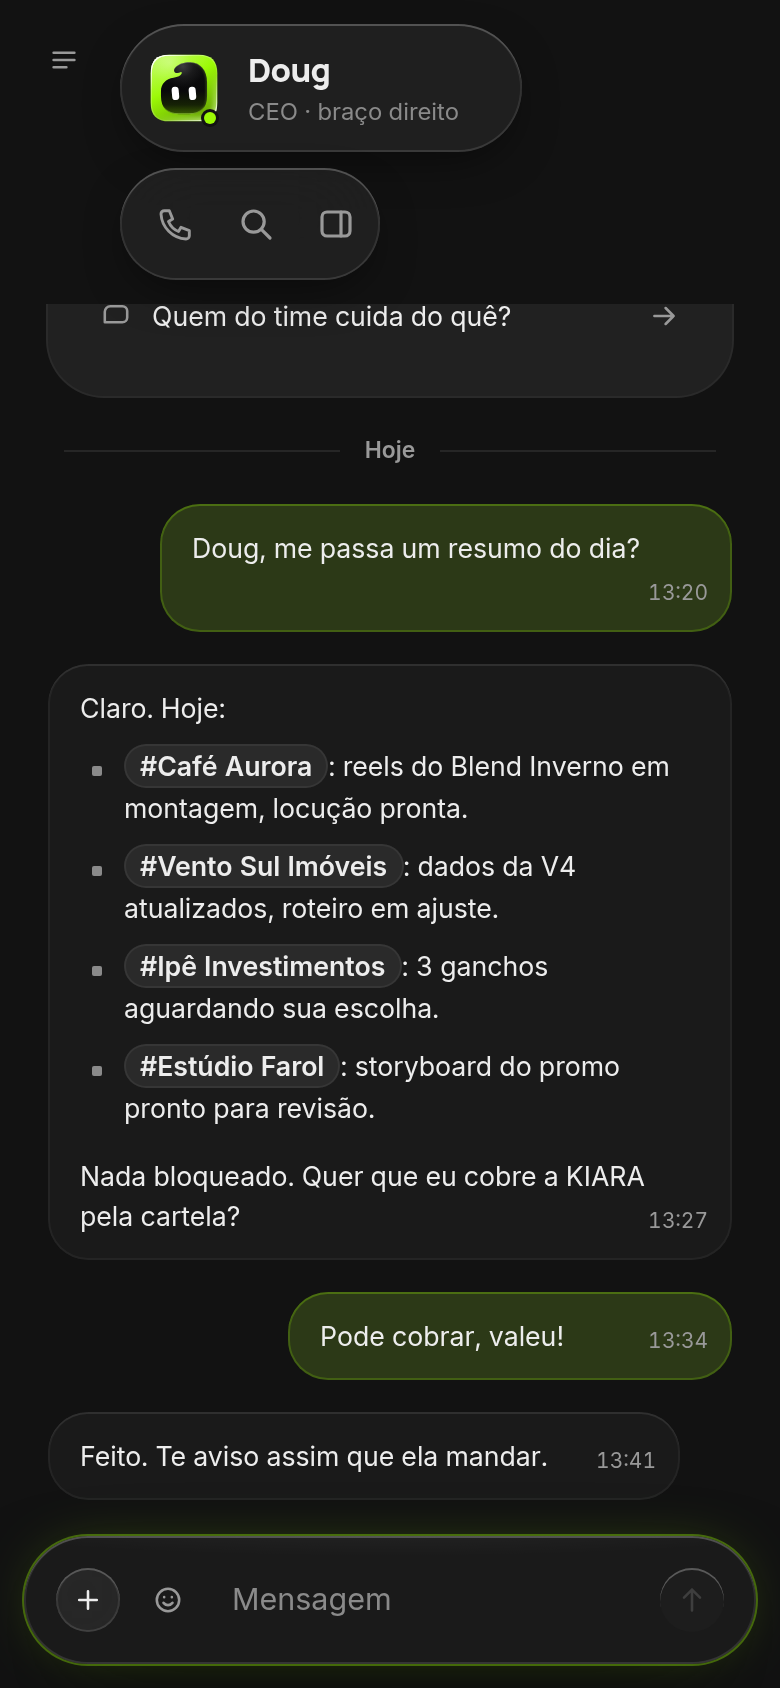 Doug
CEO · braço direito
Quem do time cuida do quê?
Hoje
Doug, me passa um resumo do dia?
13:20
Claro. Hoje:
#Café Aurora: reels do Blend Inverno em
montagem, locução pronta.
#Vento Sul Imóveis: dados da V4
atualizados, roteiro em ajuste.
#Ipê Investimentos: 3 ganchos
aguardando sua escolha.
#Estúdio Farol: storyboard do promo
pronto para revisão.
Nada bloqueado. Quer que eu cobre a KIARA
pela cartela?
13:27
Pode cobrar, valeu!
13:34
Feito. Te aviso assim que ela mandar.
13:41
Mensagem